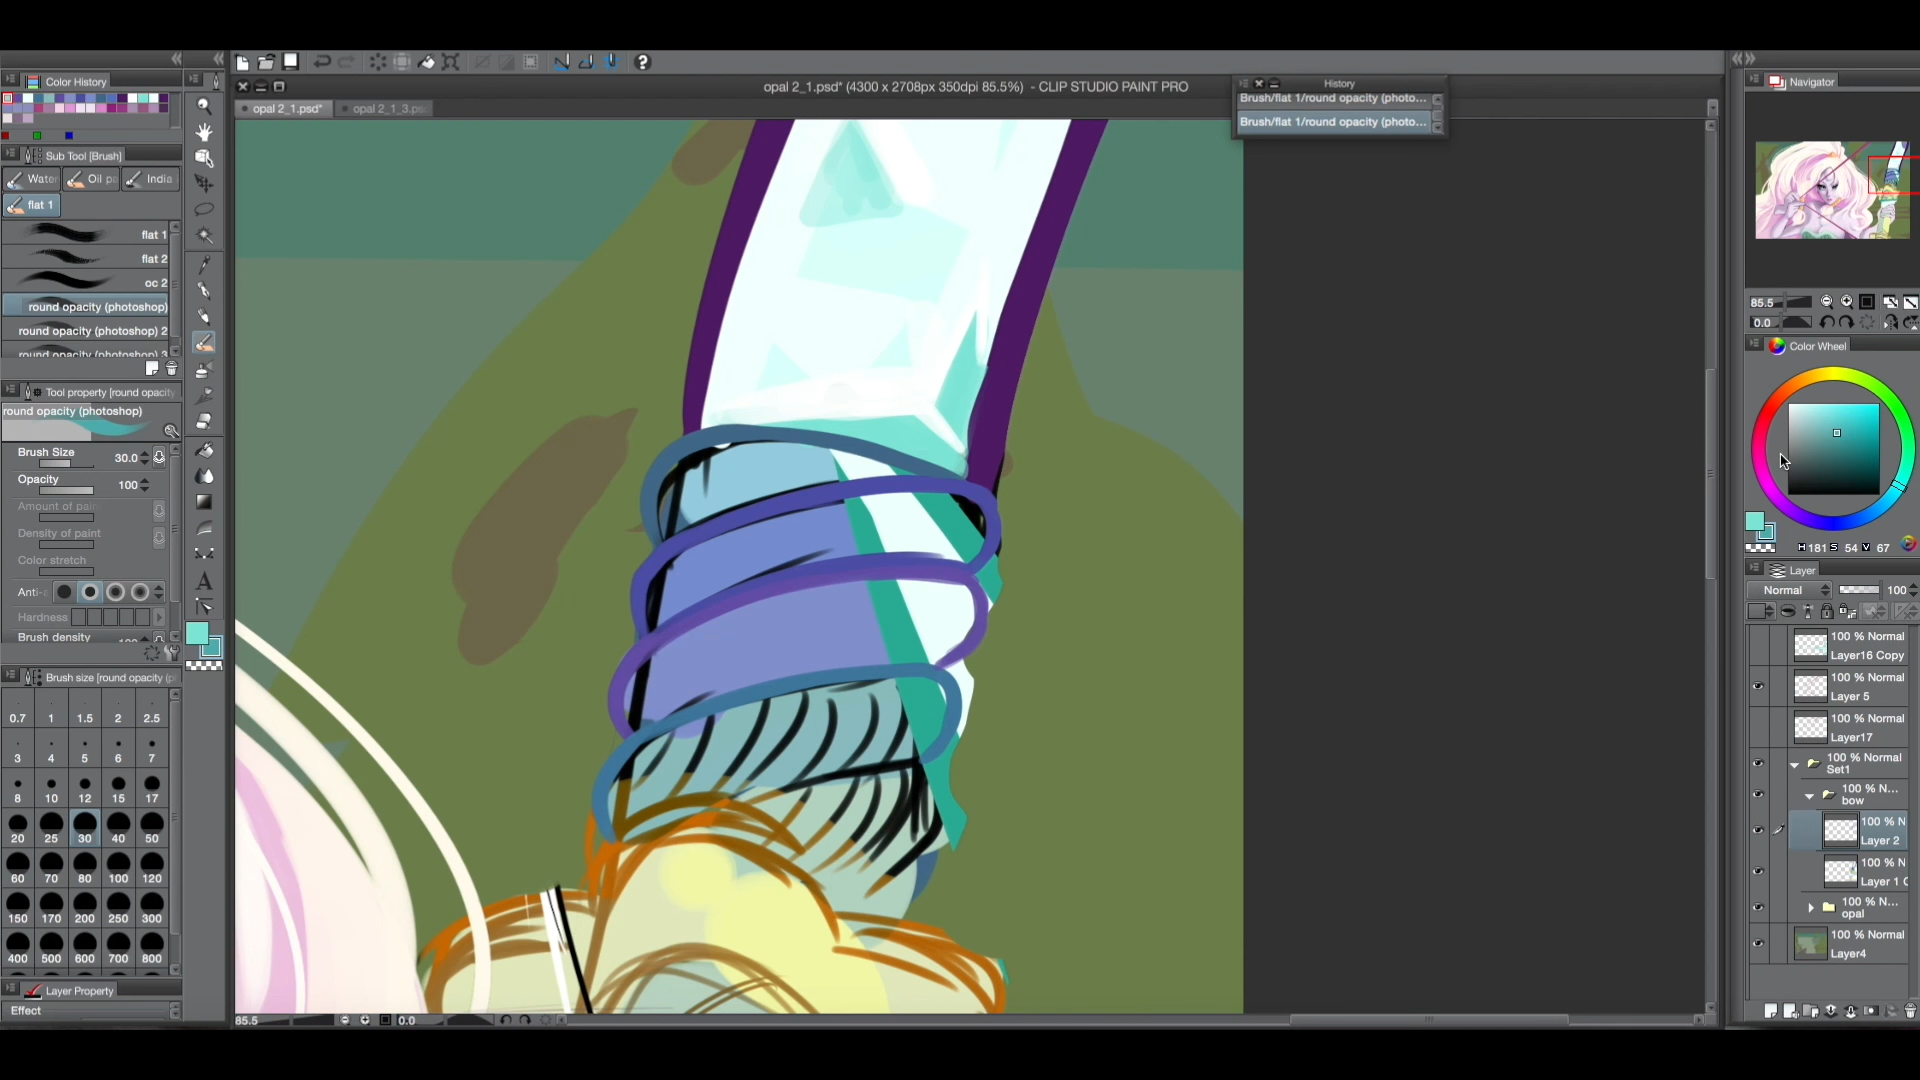 opal 2_1.psd* (4300 x 2708px 350dpi 85.5%) - CLIP STUDIO PAINT PRO
opal 2_1.psd*
opal 2_1_3.ps
History
Brush/flat 1/round opacity (photo...
Brush/flat 1/round opacity (photo...
Color History
Sub Tool [Brush]
Water
Oil pa
India
flat 1
flat 1
flat 2
oc 2
round opacity (photoshop)
round opacity (photoshop) 2
round opacity (photoshop) 3
Tool property [round opacity
round opacity (photoshop)
Brush Size 30.0
Opacity 100
Amount of pain
Density of paint
Color stretch
Anti-a
Hardness
Brush density
Brush size [round opacity (p
0.7 1 1.5 2 2.5
3 4 5 6 7
8 10 12 15 17
20 25 30 40 50
60 70 80 100 120
150 170 200 250 300
400 500 600 700 800
Layer Property
Effect
A
85.5
0.0
Navigator
85.5
0.0
Color Wheel
H 181 S 54 V 67
Layer
Normal 100
100 % Normal
Layer16 Copy
100 % Normal
Layer 5
100 % Normal
Layer17
100 % Normal
Set1
100 % N...
bow
100 % N
Layer 2
100 % N
Layer 1 C
100 % N...
opal
100 % Normal
Layer4